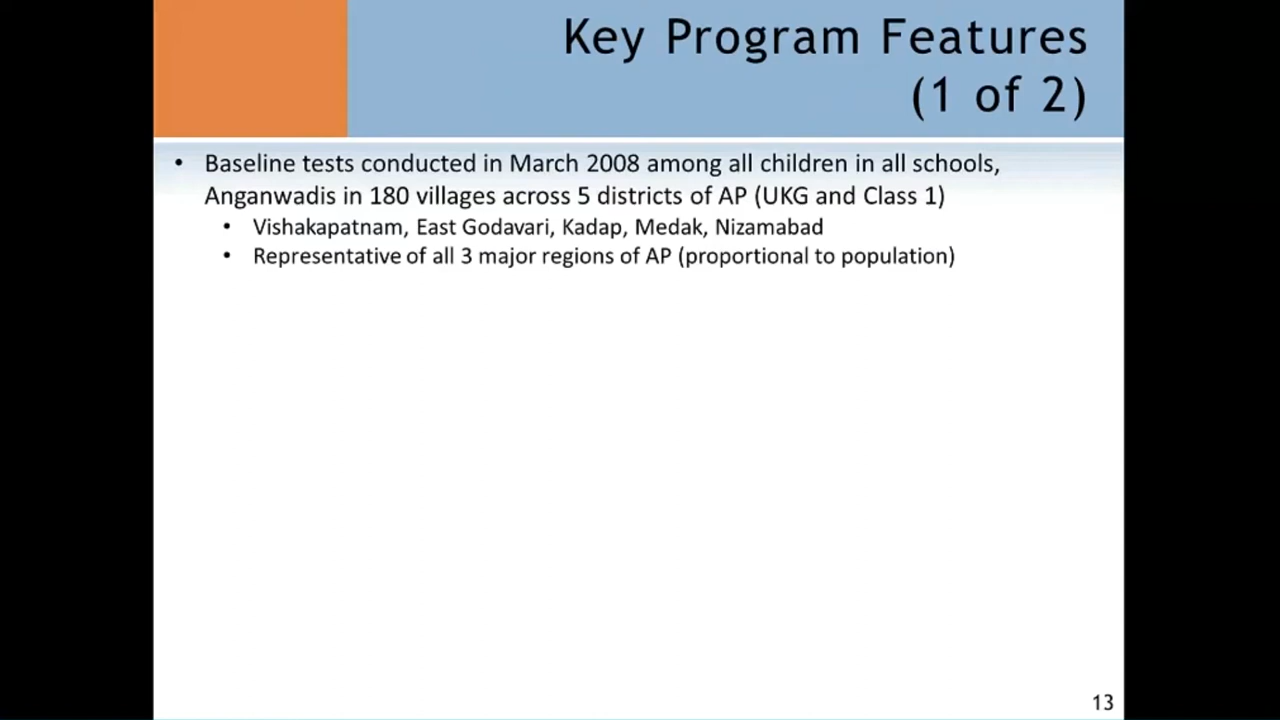 Key Program Features
(1 of 2)
• Baseline tests conducted in March 2008 among all children in all schools,
Anganwadis in 180 villages across 5 districts of AP (UKG and Class 1)
• Vishakapatnam, East Godavari, Kadap, Medak, Nizamabad
• Representative of all 3 major regions of AP (proportional to population)
13